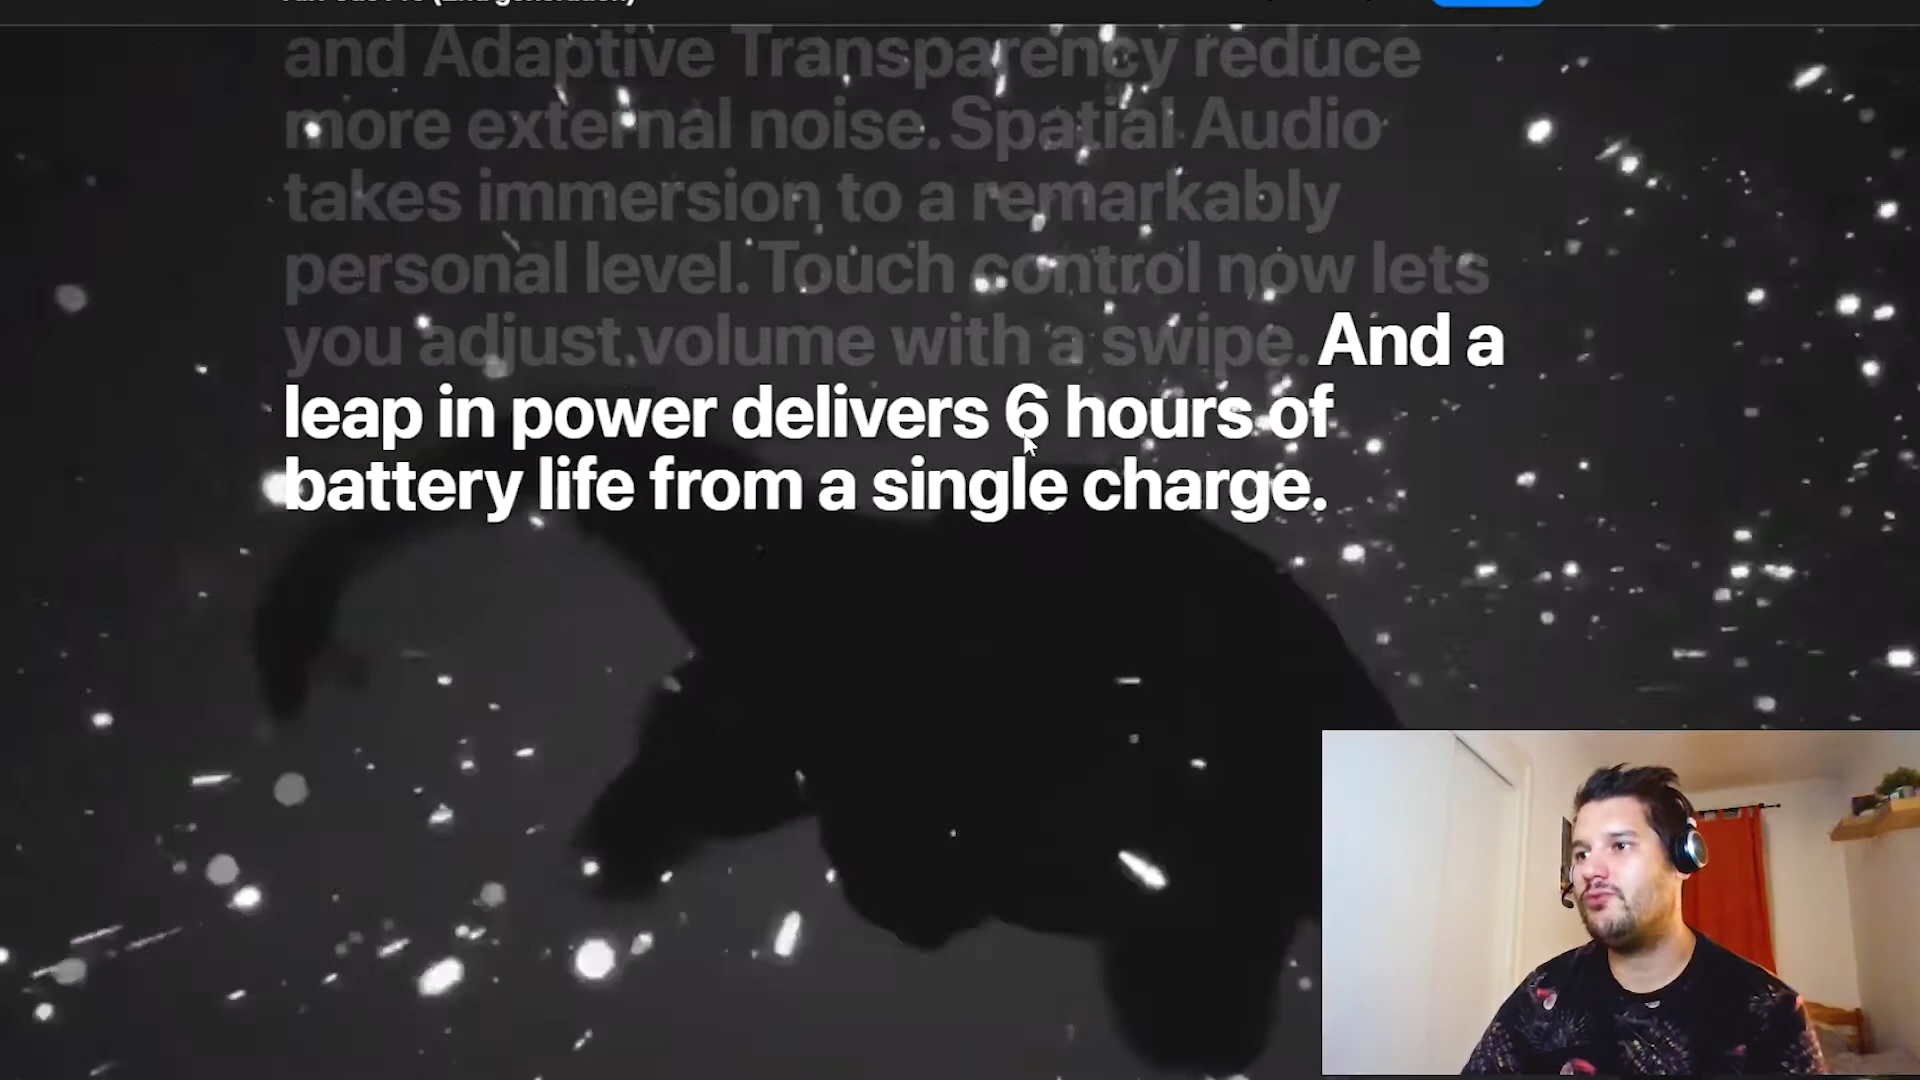 and Adaptive Transparency reduce
more external noise. Spatial Audio
takes immersion to a remarkably
personal level. Touch control now lets
you adjust volume with a swipe. And a
leap in power delivers 6 hours of
battery life from a single charge.